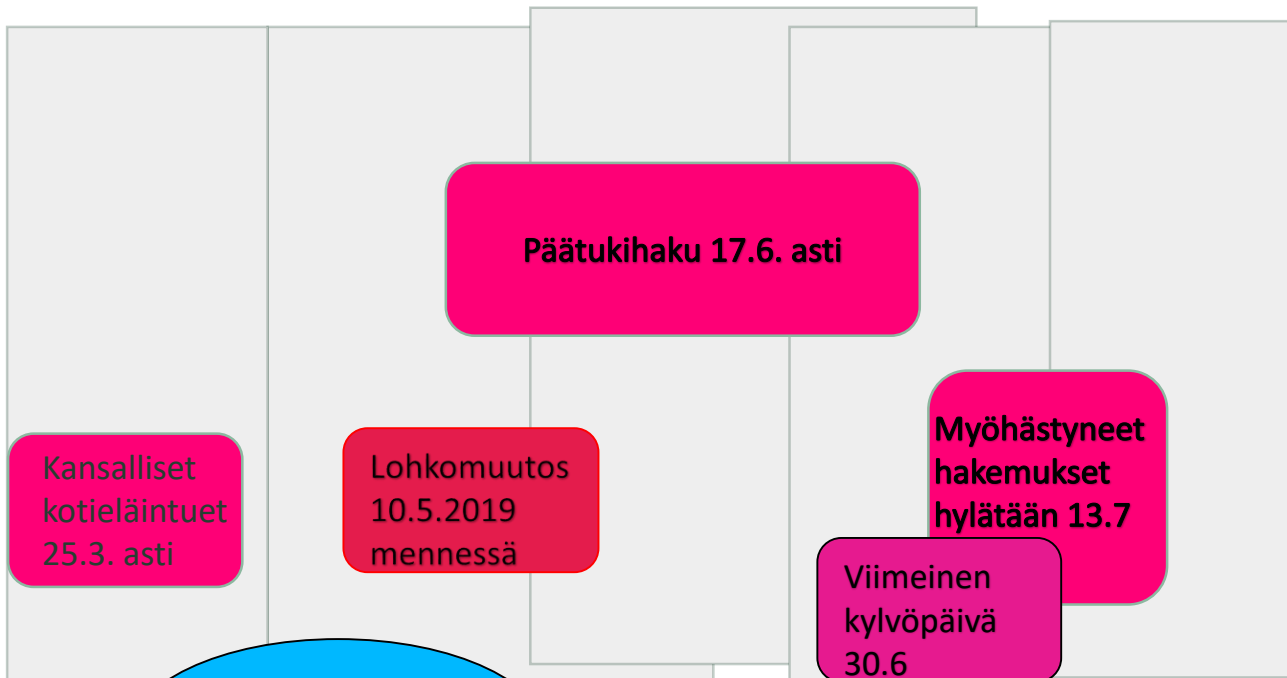 Päätukihaku 17.6. asti
Kansalliset
kotieläintuet
25.3. asti
Lohkomuutos
10.5.2019
mennessä
Myöhästyneet
hakemukset
hylätään 13.7
Viimeinen
kylvöpäivä
30.6